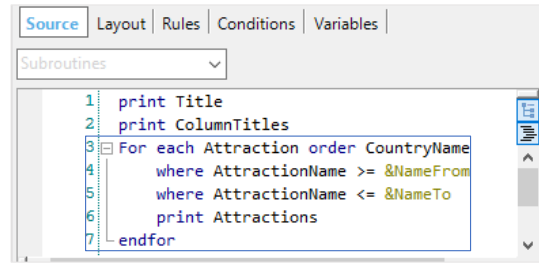 Source Layout Rules Conditions Variables
Subroutines
1 print Title
2 print ColumnTitles
3 For each Attraction order CountryName
4 where AttractionName >= &NameFrom
5 where AttractionName <= &NameTo
6 print Attractions
7 endfor